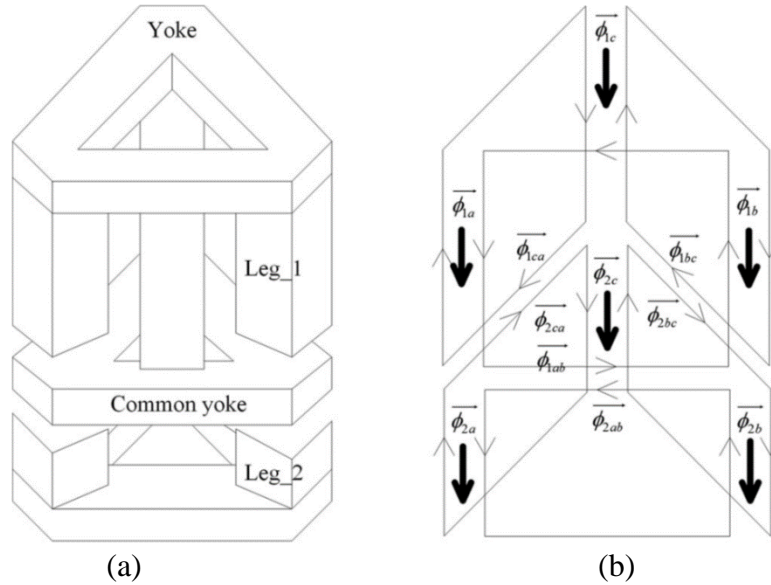 Yoke
Leg_1
Common yoke
Leg_2
(a)
ϕ1c
ϕ1a
ϕ1b
ϕ1ca
ϕ1bc
ϕ2c
ϕ2ca
ϕ2bc
ϕ1ab
ϕ2a
ϕ2ab
ϕ2b
(b)